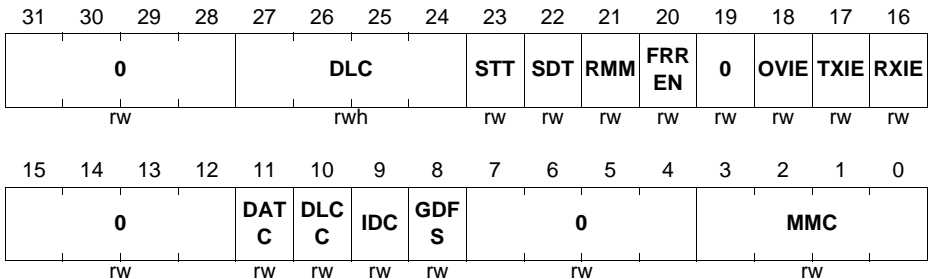 31 30 29 28 27 26 25 24 23 22 21 20 19 18 17 16
0 DLC STT SDT RMM FRR EN 0 OVIE TXIE RXIE
rw rwh rw rw rw rw rw rw rw rw
15 14 13 12 11 10 9 8 7 6 5 4 3 2 1 0
0 DAT C DLC C IDC GDF S 0 MMC
rw rw rw rw rw rw rw